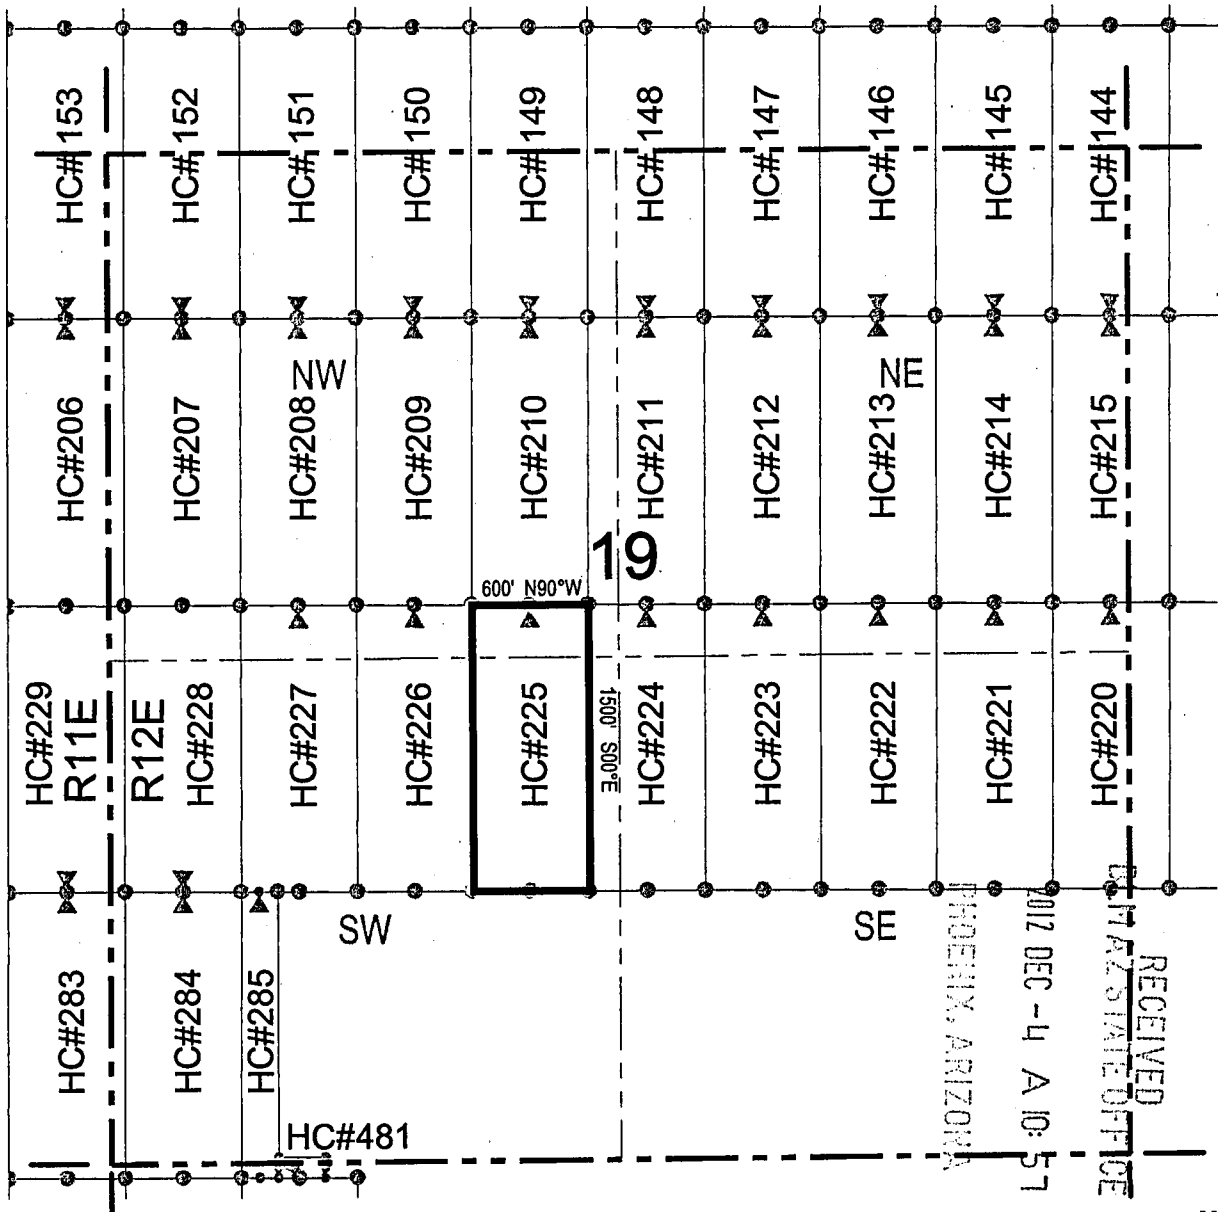 HC# 153
HC# 152
HC# 151
HC# 150
HC# 149
HC# 148
HC# 147
HC# 146
HC# 145
HC# 144
NW
NE
HC#206
HC#207
HC#208
HC#209
HC#210
HC#211
HC#212
HC#213
HC#214
HC#215
19
600' N90°W
1500' S00°E
HC#229
R11E
R12E
HC#228
HC#227
HC#226
HC#225
HC#224
HC#223
HC#222
HC#221
HC#220
SW
SE
HC#283
HC#284
HC#285
HC#481
RECEIVED
AZ STATE OFFICE
2012 DEC -4 A 10:57
PHOENIX, ARIZONA